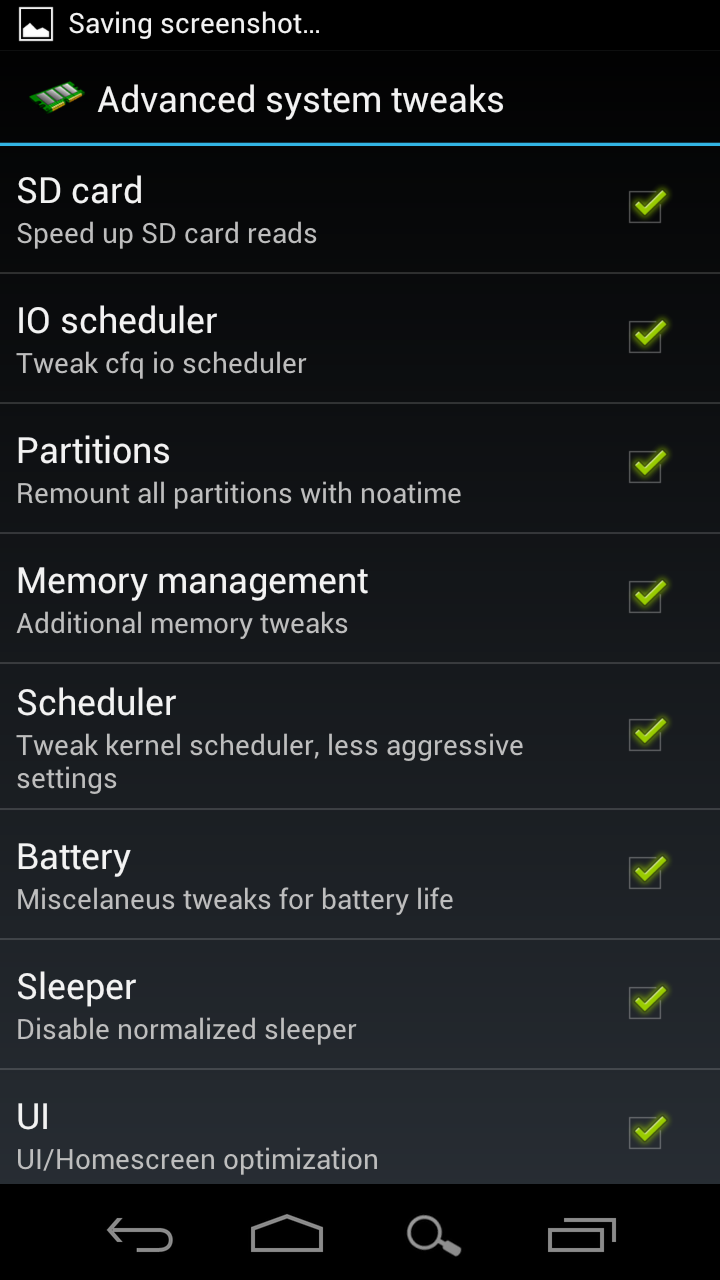 Saving screenshot...
Advanced system tweaks
SD card
Speed up SD card reads
IO scheduler
Tweak cfq io scheduler
Partitions
Remount all partitions with noatime
Memory management
Additional memory tweaks
Scheduler
Tweak kernel scheduler, less aggressive
settings
Battery
Miscelaneus tweaks for battery life
Sleeper
Disable normalized sleeper
UI
UI/Homescreen optimization